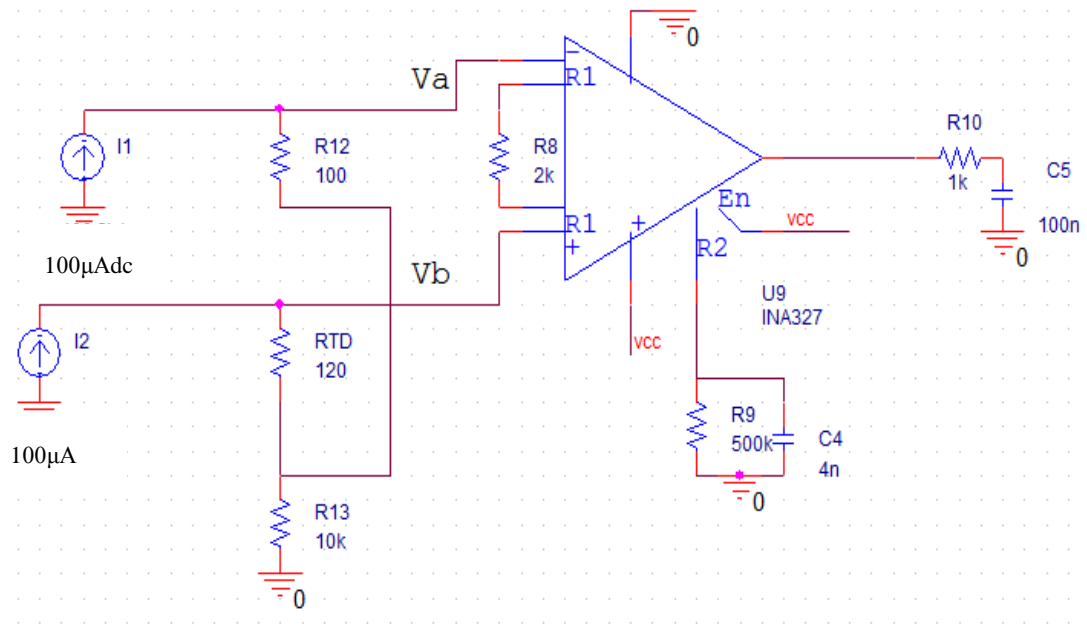 0
Va
R1
I1
R12
100
R8
2k
R10
1k
C5
100n
0
En
vcc
R1
R2
100μAdc
Vb
U9
INA327
vcc
I2
RTD
120
100μA
R9
500k
C4
4n
0
R13
10k
0